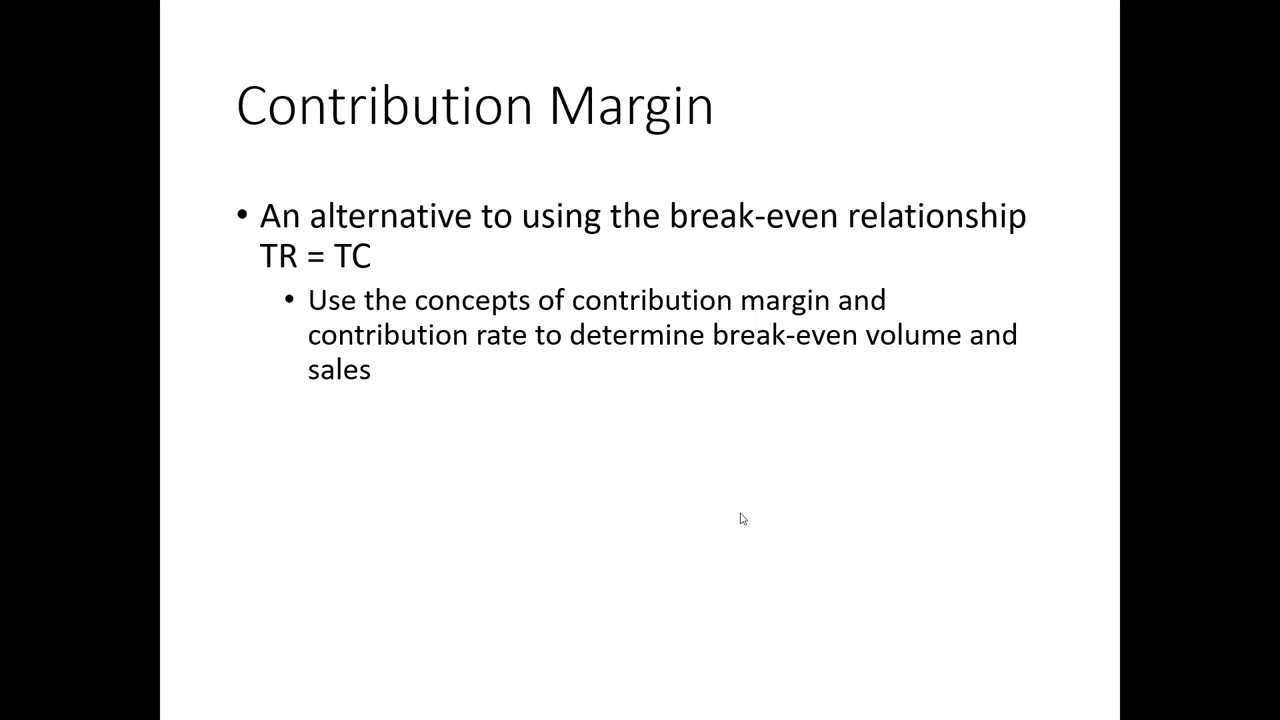 Contribution Margin
• An alternative to using the break-even relationship
TR = TC
• Use the concepts of contribution margin and
contribution rate to determine break-even volume and
sales